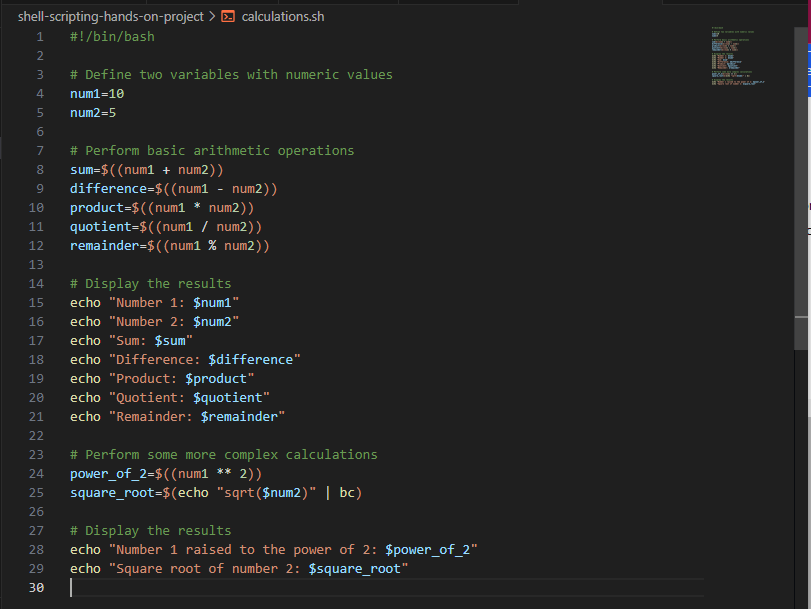 shell-scripting-hands-on-project > calculations.sh
1 #!/bin/bash
2
3 # Define two variables with numeric values
4 num1=10
5 num2=5
6
7 # Perform basic arithmetic operations
8 sum=$((num1 + num2))
9 difference=$((num1 - num2))
10 product=$((num1 * num2))
11 quotient=$((num1 / num2))
12 remainder=$((num1 % num2))
13
14 # Display the results
15 echo "Number 1: $num1"
16 echo "Number 2: $num2"
17 echo "Sum: $sum"
18 echo "Difference: $difference"
19 echo "Product: $product"
20 echo "Quotient: $quotient"
21 echo "Remainder: $remainder"
22
23 # Perform some more complex calculations
24 power_of_2=$((num1 ** 2))
25 square_root=$(echo "sqrt($num2)" | bc)
26
27 # Display the results
28 echo "Number 1 raised to the power of 2: $power_of_2"
29 echo "Square root of number 2: $square_root"
30